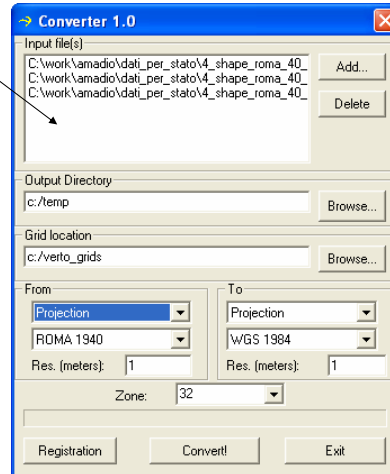 Converter 1.0
Input file(s)
C:\work\amadio\dati_per_stato\4_shape_roma_40_
C:\work\amadio\dati_per_stato\4_shape_roma_40_
C:\work\amadio\dati_per_stato\4_shape_roma_40_
Add...
Delete
Output Directory
c:/temp
Browse...
Grid location
c:/verto_grids
Browse...
From
To
Projection
Projection
ROMA 1940
WGS 1984
Res. (meters): 1
Res. (meters): 1
Zone: 32
Registration
Convert!
Exit